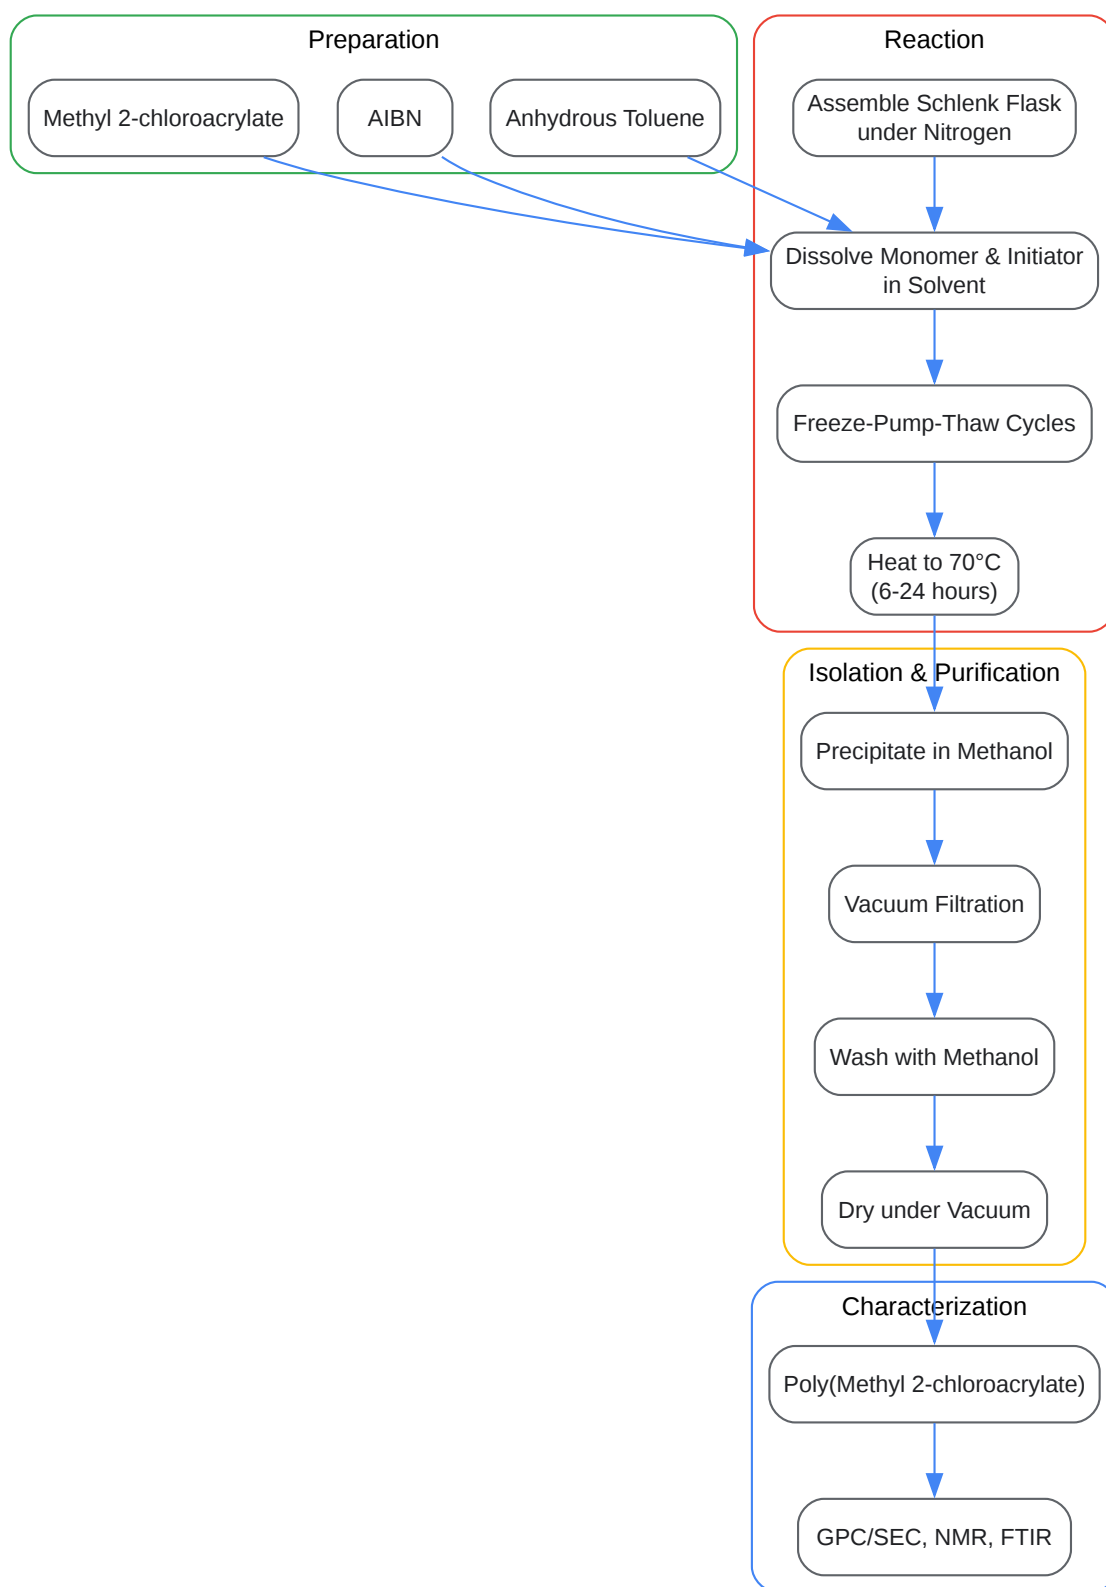 Preparation
Methyl 2-chloroacrylate
AIBN
Anhydrous Toluene
Reaction
Assemble Schlenk Flask
under Nitrogen
Dissolve Monomer & Initiator
in Solvent
Freeze-Pump-Thaw Cycles
Heat to 70°C
(6-24 hours)
Isolation & Purification
Precipitate in Methanol
Vacuum Filtration
Wash with Methanol
Dry under Vacuum
Characterization
Poly(Methyl 2-chloroacrylate)
GPC/SEC, NMR, FTIR